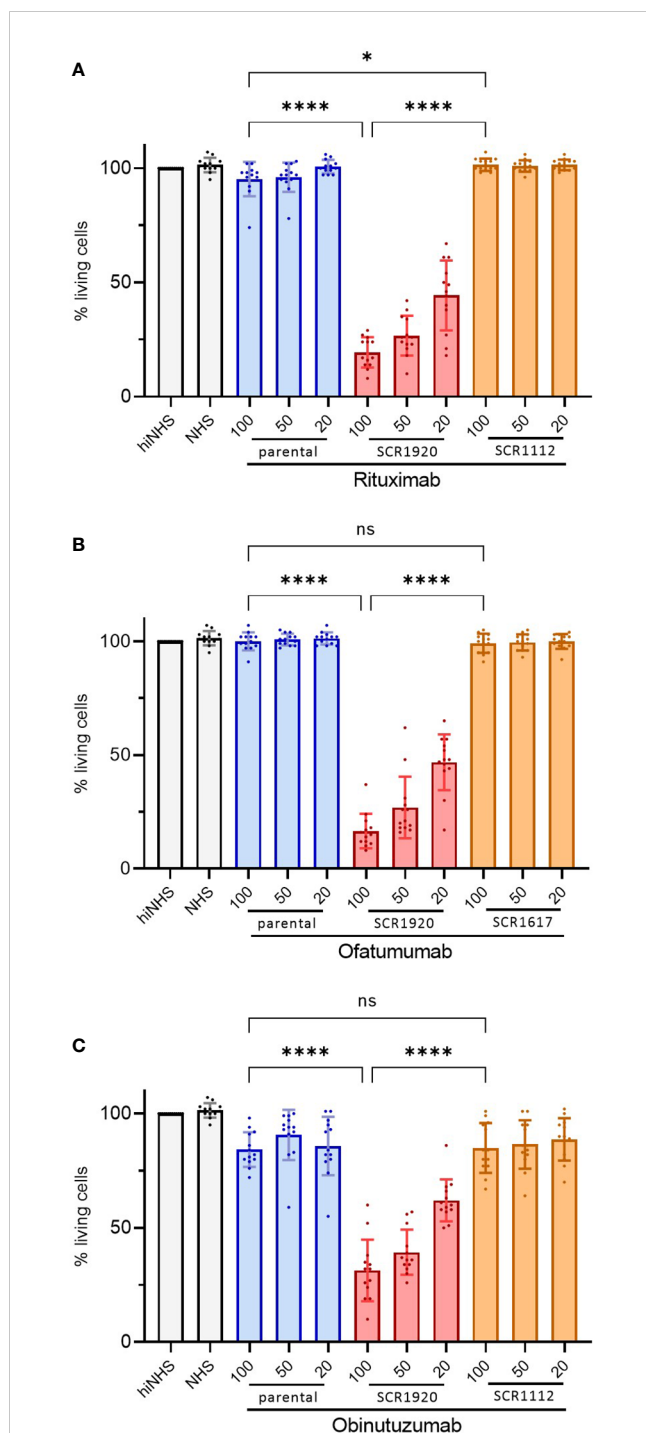 A
*
**** ****
100
50
0
% living cells
hiNHS NHS 100 50 20 100 50 20 100 50 20
parental SCR1920 SCR1112
Rituximab
B
ns
**** ****
100
50
0
% living cells
hiNHS NHS 100 50 20 100 50 20 100 50 20
parental SCR1920 SCR1617
Ofatumumab
C
ns
**** ****
100
50
0
% living cells
hiNHS NHS 100 50 20 100 50 20 100 50 20
parental SCR1920 SCR1112
Obinutuzumab